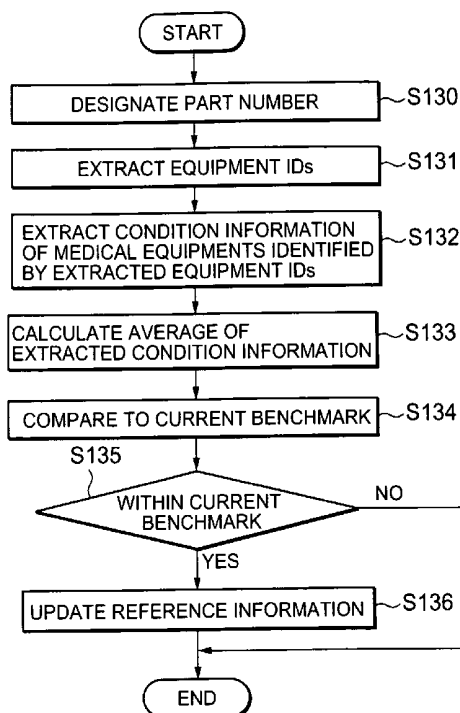 START
DESIGNATE PART NUMBER
S130
EXTRACT EQUIPMENT IDs
S131
EXTRACT CONDITION INFORMATION
OF MEDICAL EQUIPMENTS IDENTIFIED
BY EXTRACTED EQUIPMENT IDs
S132
CALCULATE AVERAGE OF
EXTRACTED CONDITION INFORMATION
S133
COMPARE TO CURRENT BENCHMARK
S134
S135
WITHIN CURRENT
BENCHMARK
NO
YES
UPDATE REFERENCE INFORMATION
S136
END